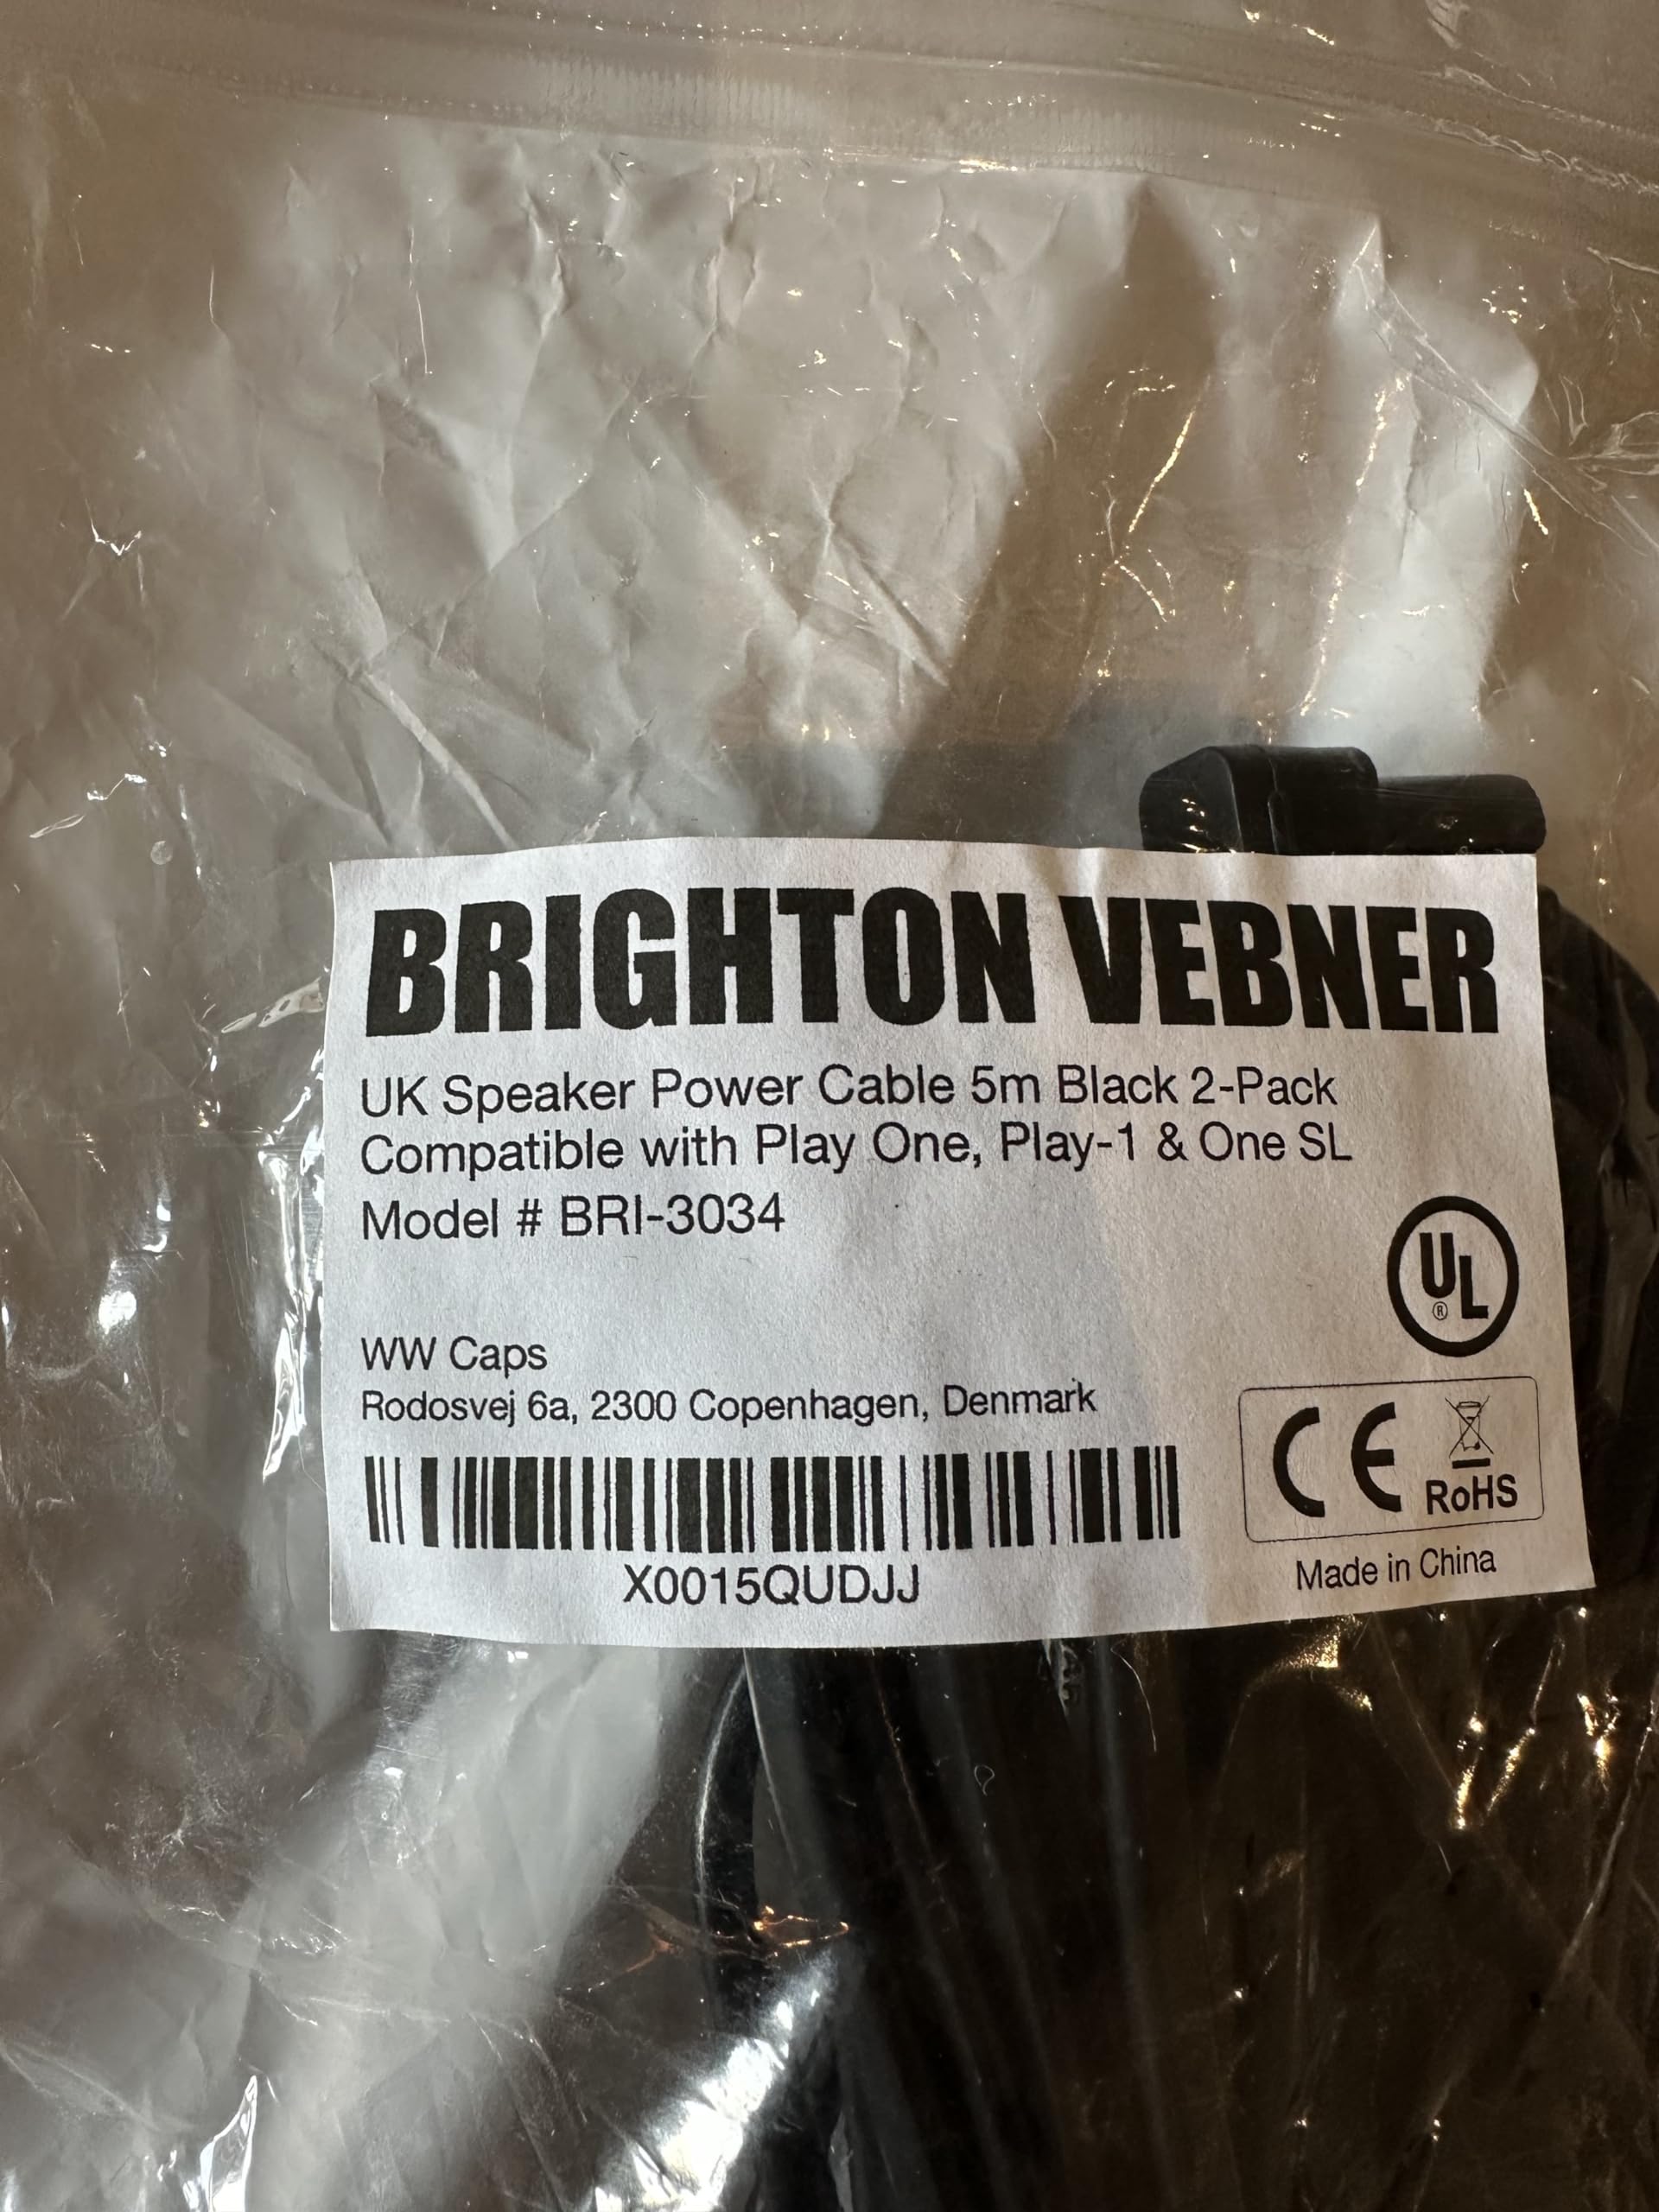 BRIGHTON VEBNER
UK Speaker Power Cable 5m Black 2-Pack
Compatible with Play One, Play-1 & One SL
Model # BRI-3034
UL
®
WW Caps
Rodosvej 6a, 2300 Copenhagen, Denmark
CE
RoHS
X0015QUDJJ
Made in China